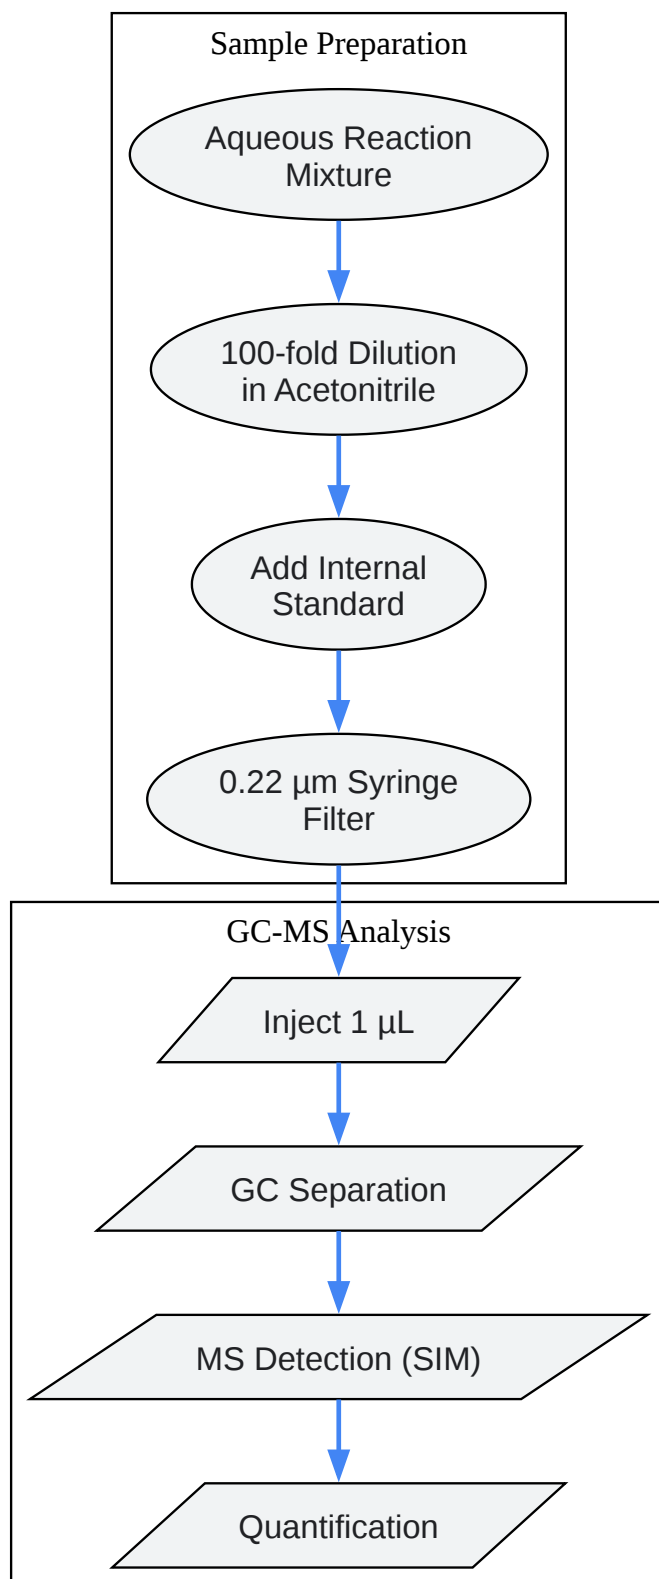 Sample Preparation
Aqueous Reaction
Mixture
100-fold Dilution
in Acetonitrile
Add Internal
Standard
0.22 µm Syringe
Filter
GC-MS Analysis
Inject 1 µL
GC Separation
MS Detection (SIM)
Quantification